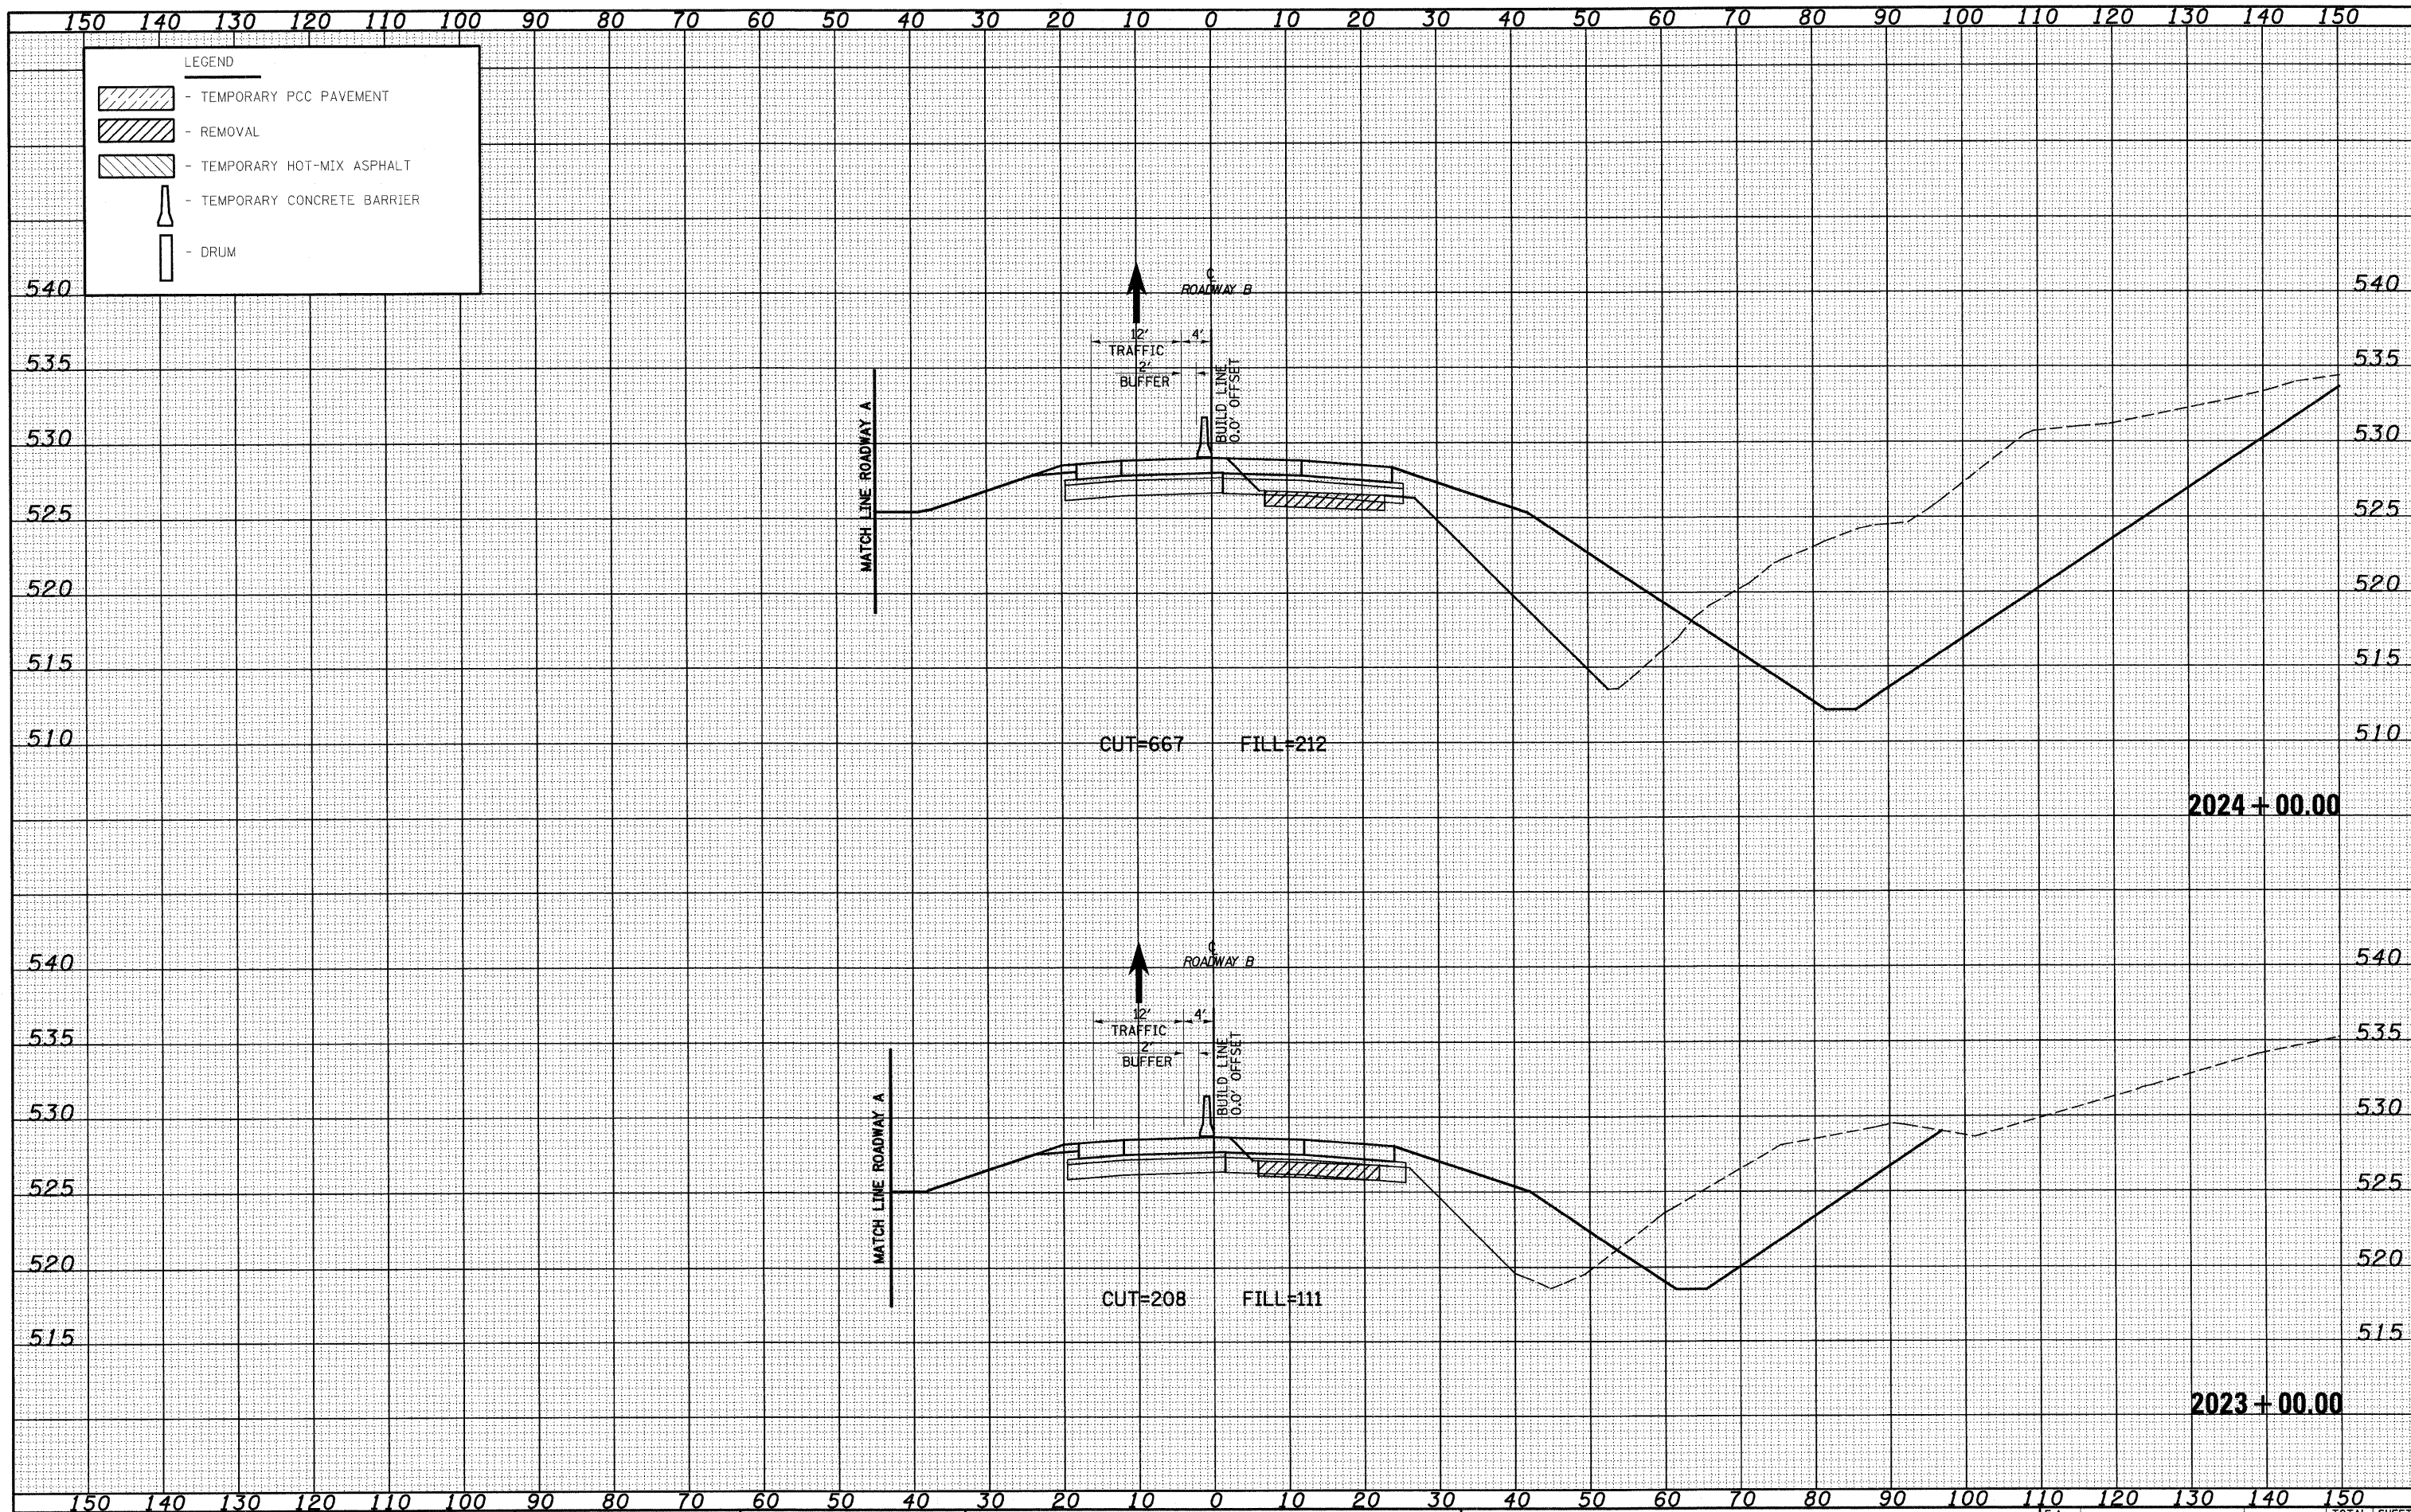 150 140 130 120 110 100 90 80 70 60 50 40 30 20 10 0 10 20 30 40 50 60 70 80 90 100 110 120 130 140 150
LEGEND
- TEMPORARY PCC PAVEMENT
- REMOVAL
- TEMPORARY HOT-MIX ASPHALT
- TEMPORARY CONCRETE BARRIER
- DRUM
540 540
℄
ROADWAY B
12' 4'
TRAFFIC
2'
BUFFER
BUILD LINE
0.0' OFFSET
MATCH LINE ROADWAY A
535 535
530 530
525 525
520 520
515 515
510 510
CUT=667 FILL=212
2024+00.00
540 540
℄
ROADWAY B
12' 4'
TRAFFIC
2'
BUFFER
BUILD LINE
0.0' OFFSET
MATCH LINE ROADWAY A
535 535
530 530
525 525
520 520
515 515
CUT=208 FILL=111
2023+00.00
150 140 130 120 110 100 90 80 70 60 50 40 30 20 10 0 10 20 30 40 50 60 70 80 90 100 110 120 130 140 150
TOTAL SHEET